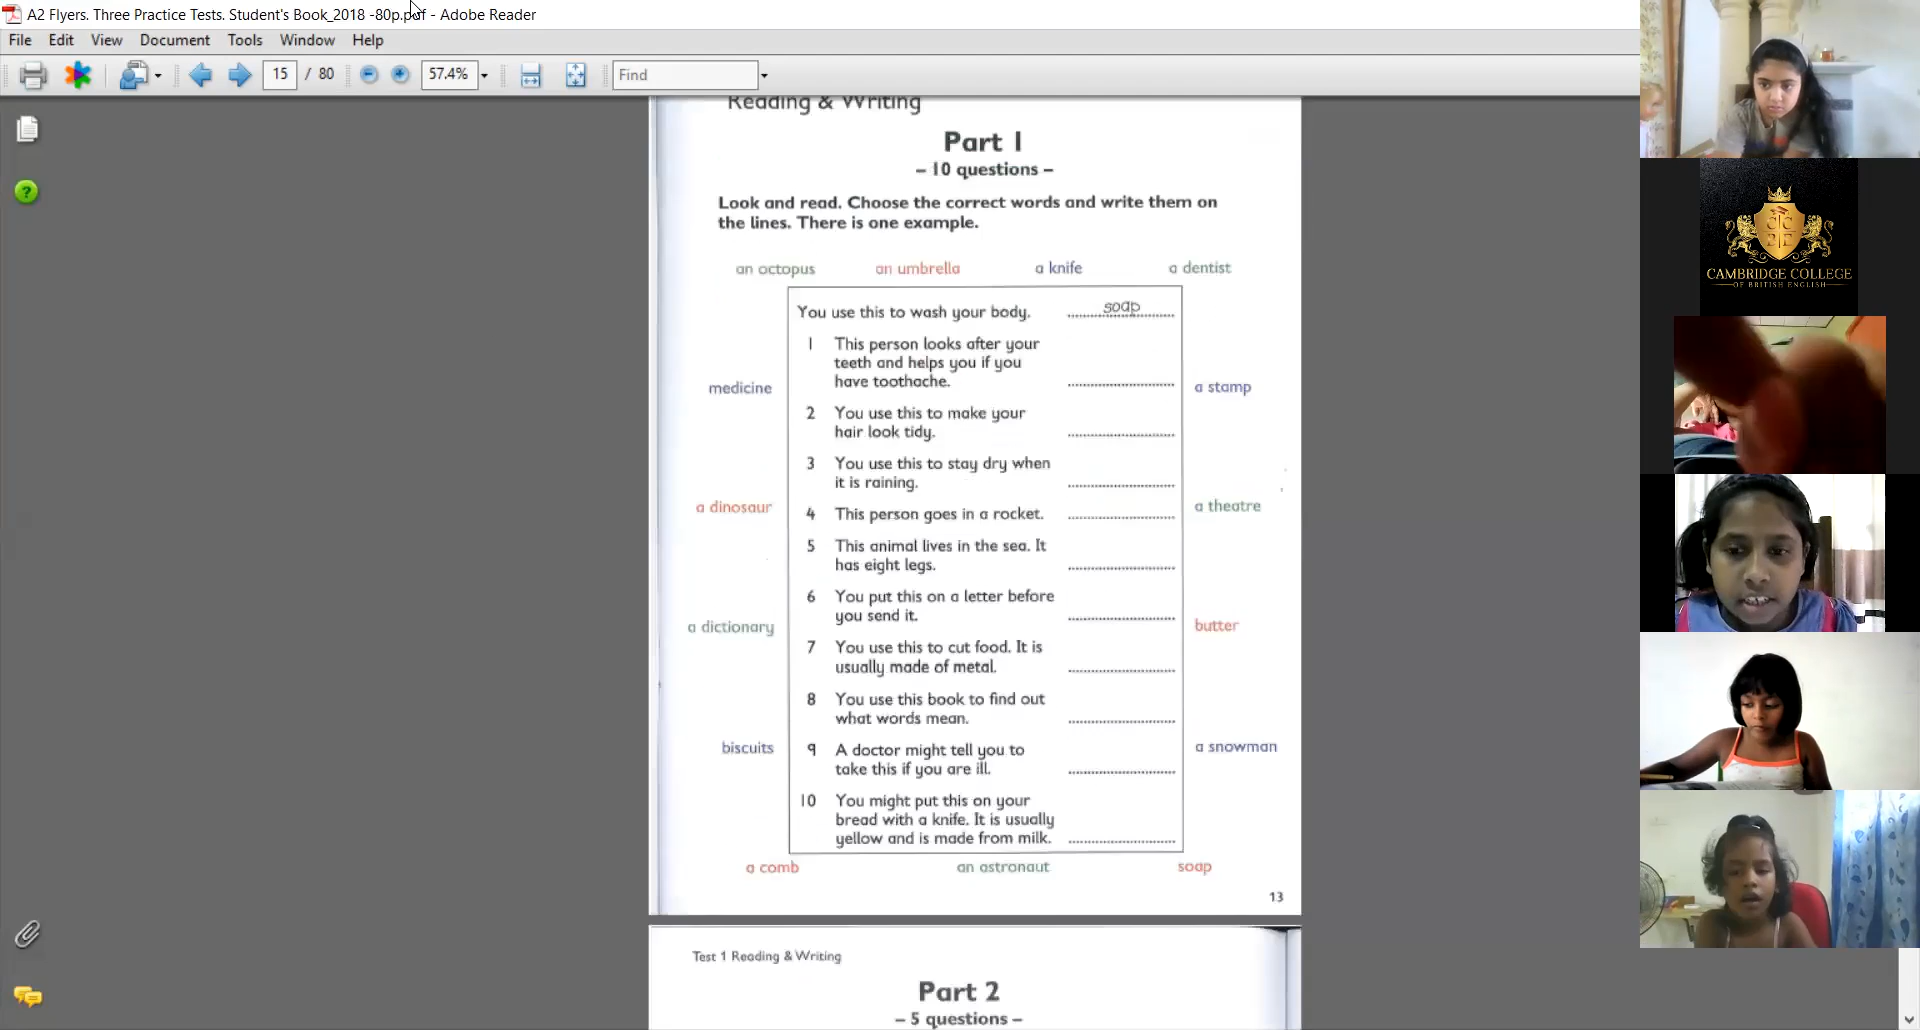 A2 Flyers. Three Practice Tests. Student's Book_2018 -80p.pdf - Adobe Reader
File Edit View Document Tools Window Help
15 / 80 57.4% Find
Reading & Writing
Part 1
– 10 questions –
Look and read. Choose the correct words and write them on
the lines. There is one example.
an octopus an umbrella a knife a dentist
You use this to wash your body. soap
1 This person looks after your
teeth and helps you if you
have toothache.
medicine
a stamp
2 You use this to make your
hair look tidy.
3 You use this to stay dry when
it is raining.
a dinosaur
a theatre
4 This person goes in a rocket.
5 This animal lives in the sea. It
has eight legs.
6 You put this on a letter before
you send it.
a dictionary
butter
7 You use this to cut food. It is
usually made of metal.
8 You use this book to find out
what words mean.
biscuits
a snowman
9 A doctor might tell you to
take this if you are ill.
10 You might put this on your
bread with a knife. It is usually
yellow and is made from milk.
a comb an astronaut soap
13
Test 1 Reading & Writing
Part 2
– 5 questions –
CAMBRIDGE COLLEGE
OF BRITISH ENGLISH